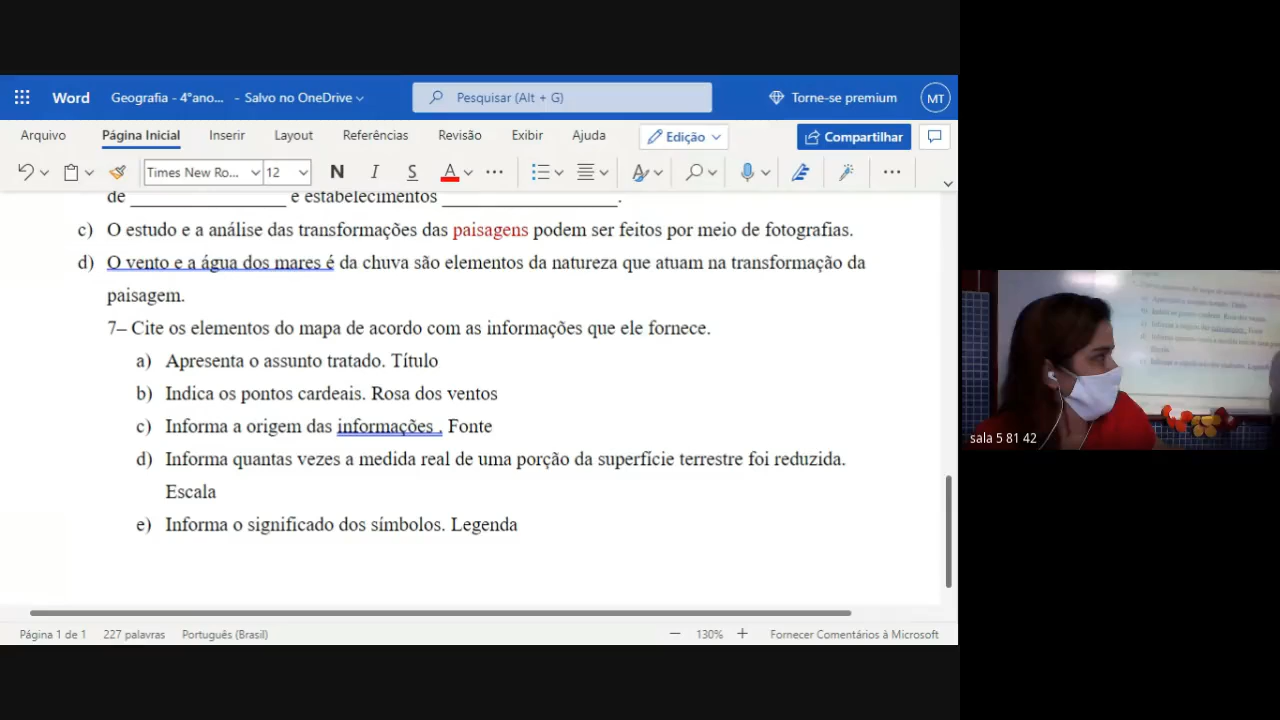 Word Geografia - 4°ano... - Salvo no OneDrive Pesquisar (Alt + G) Torne-se premium MT
Arquivo Página Inicial Inserir Layout Referências Revisão Exibir Ajuda Edição Compartilhar
Times New Ro... 12 N I S A
de ________________ e estabelecimentos __________________.
c) O estudo e a análise das transformações das paisagens podem ser feitos por meio de fotografias.
d) O vento e a água dos mares é da chuva são elementos da natureza que atuam na transformação da
paisagem.
7– Cite os elementos do mapa de acordo com as informações que ele fornece.
a) Apresenta o assunto tratado. Título
b) Indica os pontos cardeais. Rosa dos ventos
c) Informa a origem das informações . Fonte
d) Informa quantas vezes a medida real de uma porção da superfície terrestre foi reduzida.
Escala
e) Informa o significado dos símbolos. Legenda
Página 1 de 1 227 palavras Português (Brasil) 130% Fornecer Comentários à Microsoft
sala 5 81 42